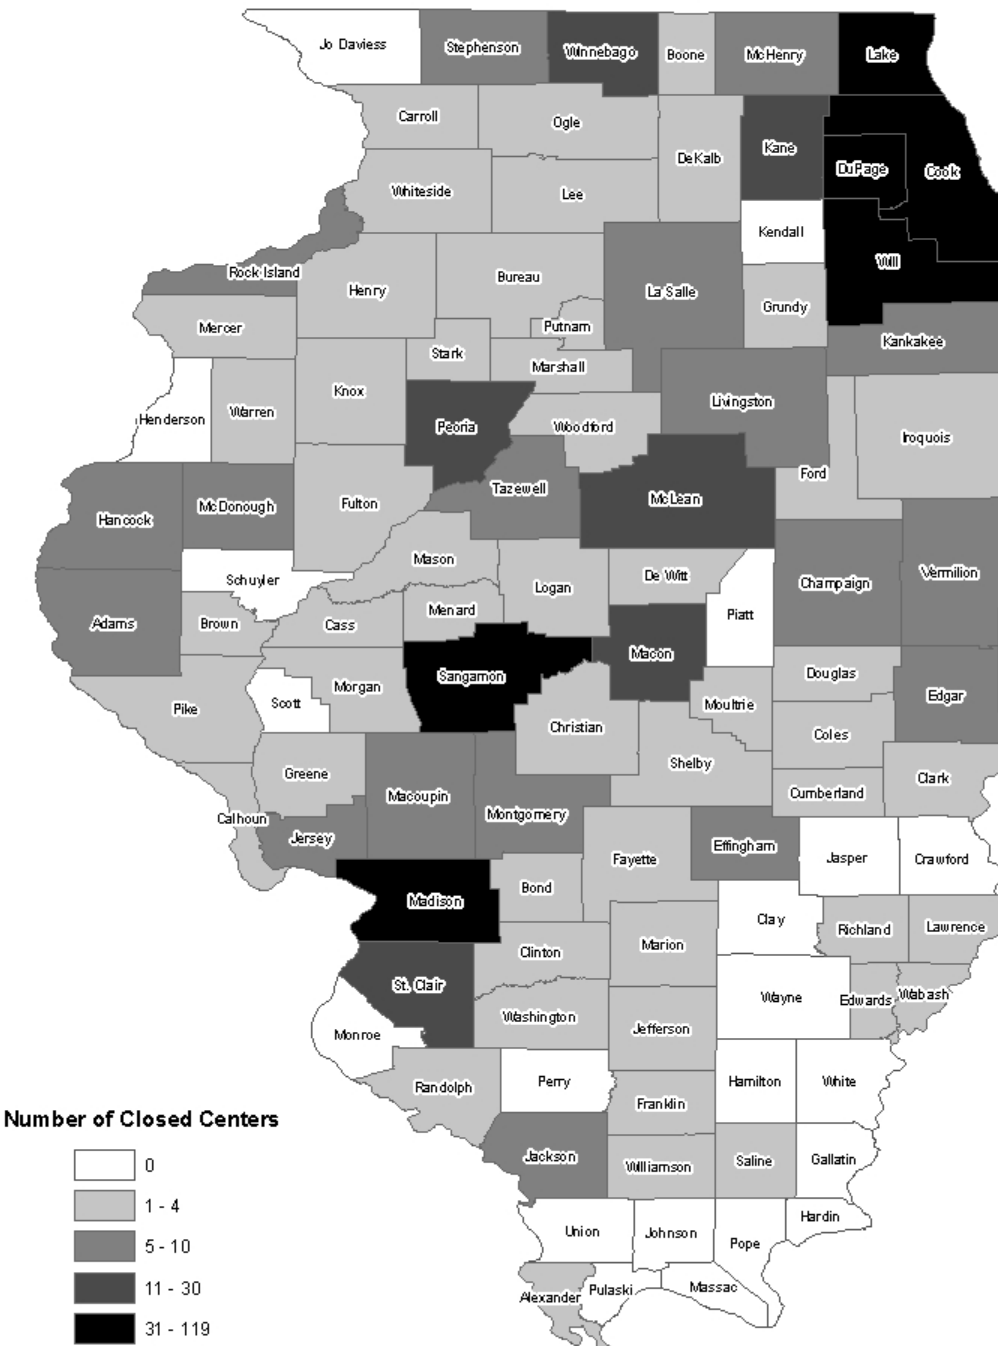 Jo Daviess
Stephenson
Winnebago
Boone
McHenry
Lake
Carroll
Ogle
DeKalb
Kane
DuPage
Cook
Whiteside
Lee
Kendall
Will
Rock Island
Henry
Bureau
La Salle
Grundy
Mercer
Putnam
Kankakee
Stark
Marshall
Knox
Warren
Henderson
Peoria
Woodford
Livingston
Iroquois
Ford
Hancock
McDonough
Fulton
Tazewell
McLean
Mason
Schuyler
Logan
De Witt
Champaign
Vermilion
Piatt
Adams
Brown
Cass
Menard
Macon
Sangamon
Douglas
Edgar
Pike
Scott
Morgan
Moultrie
Christian
Coles
Shelby
Greene
Macoupin
Clark
Cumberland
Calhoun
Jersey
Montgomery
Effingham
Jasper
Crawford
Fayette
Bond
Madison
Clay
Richland
Lawrence
Clinton
Marion
St. Clair
Wayne
Edwards
Wabash
Washington
Jefferson
Monroe
Randolph
Perry
Hamilton
White
Franklin
Jackson
Williamson
Saline
Gallatin
Union
Johnson
Pope
Hardin
Alexander
Pulaski
Massac
Number of Closed Centers
0
1 - 4
5 - 10
11 - 30
31 - 119